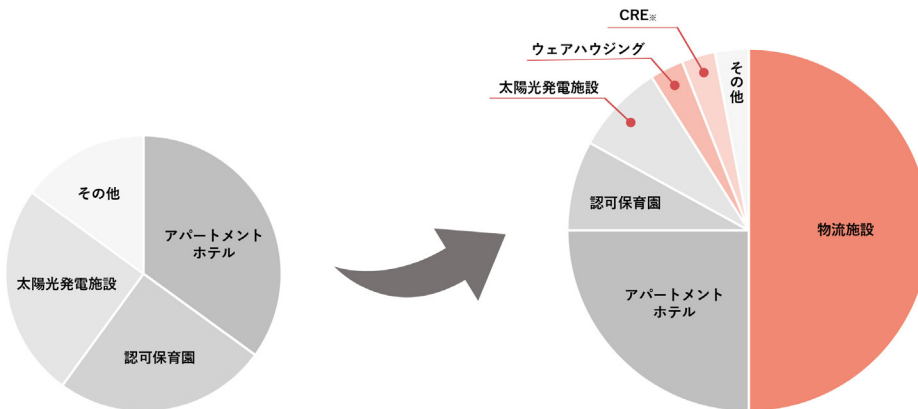 その他
アパートメント
ホテル
太陽光発電施設
認可保育園
CRE※
ウェアハウジング
太陽光発電施設
その他
認可保育園
物流施設
アパートメント
ホテル